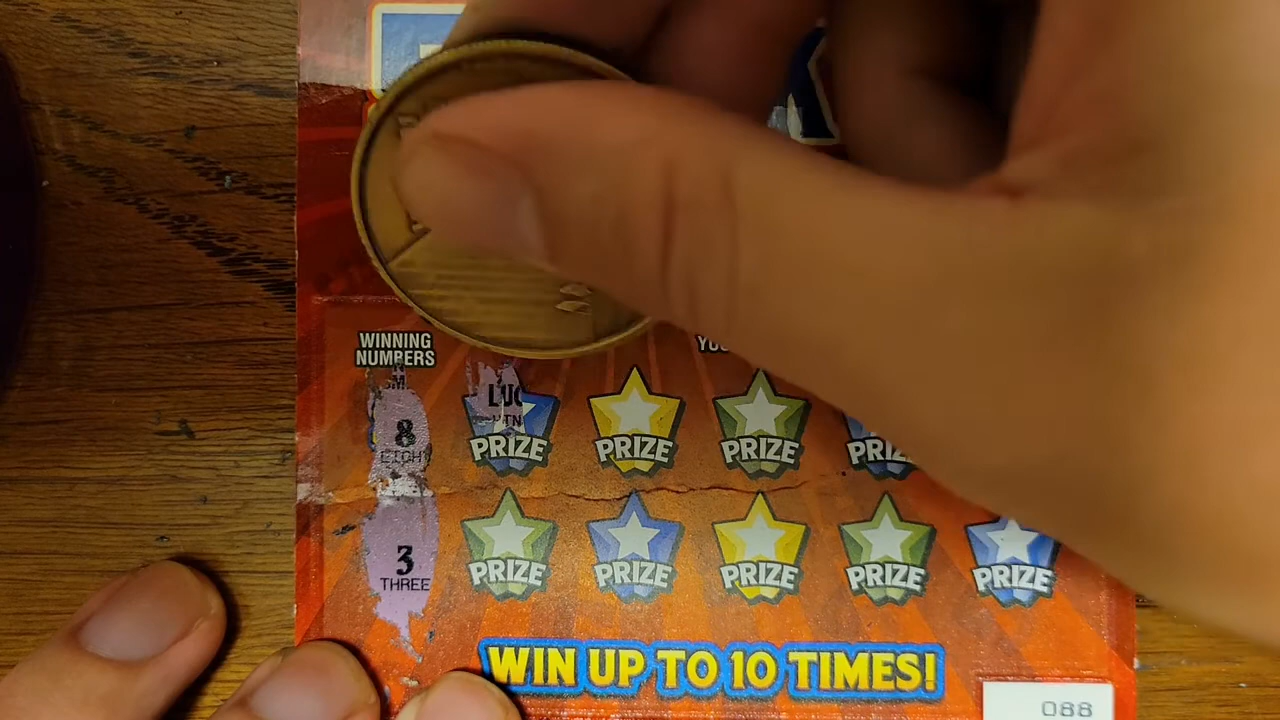 WINNING
NUMBERS
8
3
THREE
PRIZE PRIZE PRIZE
PRIZE PRIZE PRIZE PRIZE PRIZE
WIN UP TO 10 TIMES!
088